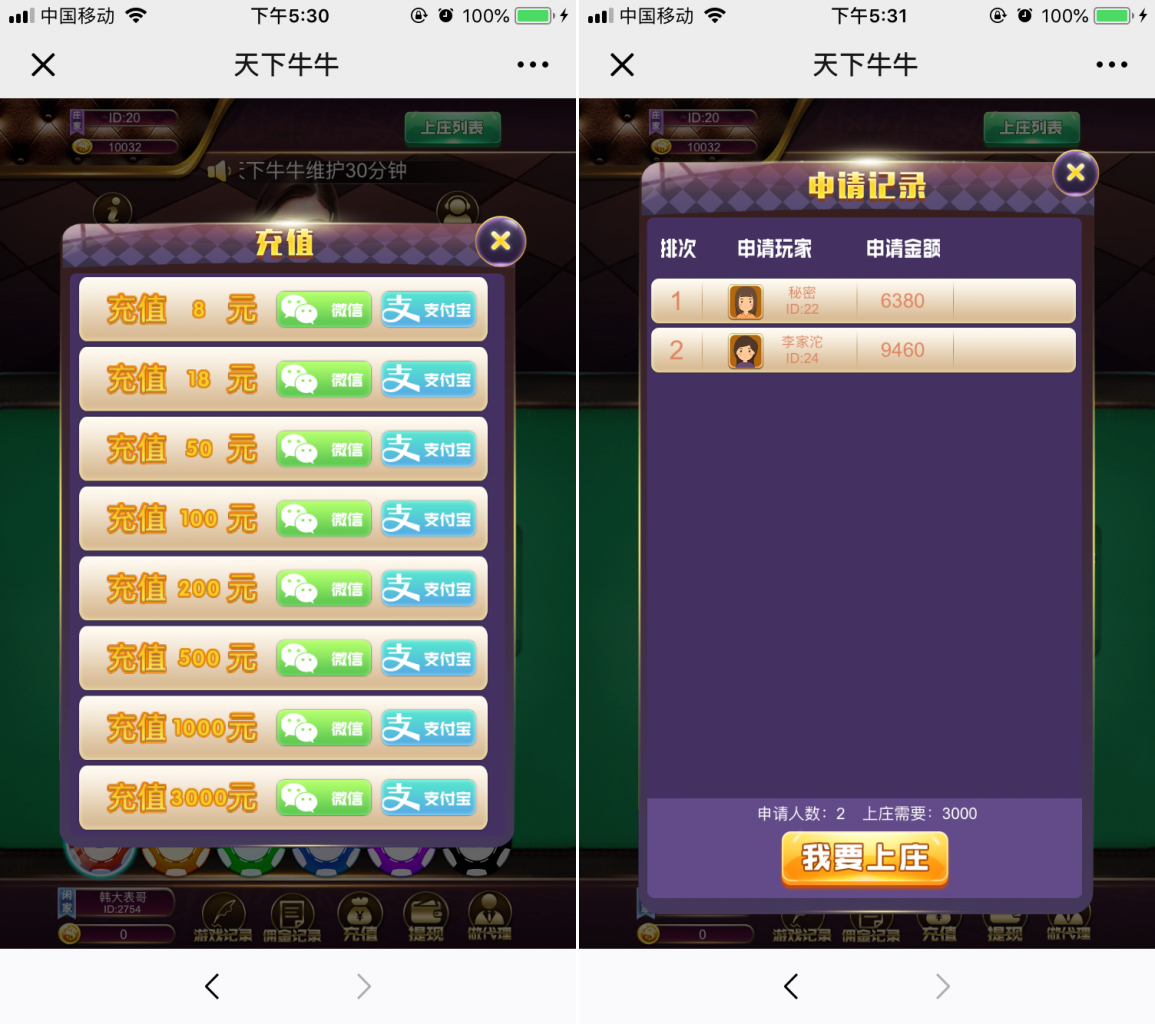 中国移动 下午5:30 100%
天下牛牛
庄家 ID:20
10032
上庄列表
下牛牛维护30分钟
充值
充值 8 元 微信 支付宝
充值 18 元 微信 支付宝
充值 50 元 微信 支付宝
充值 100 元 微信 支付宝
充值 200 元 微信 支付宝
充值 500 元 微信 支付宝
充值 1000 元 微信 支付宝
充值 3000 元 微信 支付宝
闲家 韩大表哥
ID:2754
0
游戏记录 佣金记录 充值 提现 做代理
中国移动 下午5:31 100%
天下牛牛
庄家 ID:20
10032
上庄列表
申请记录
排次 申请玩家 申请金额
1 秘密 6380
ID:22
2 李家沱 9460
ID:24
申请人数：2 上庄需要：3000
我要上庄
0
游戏记录 佣金记录 充值 提现 做代理